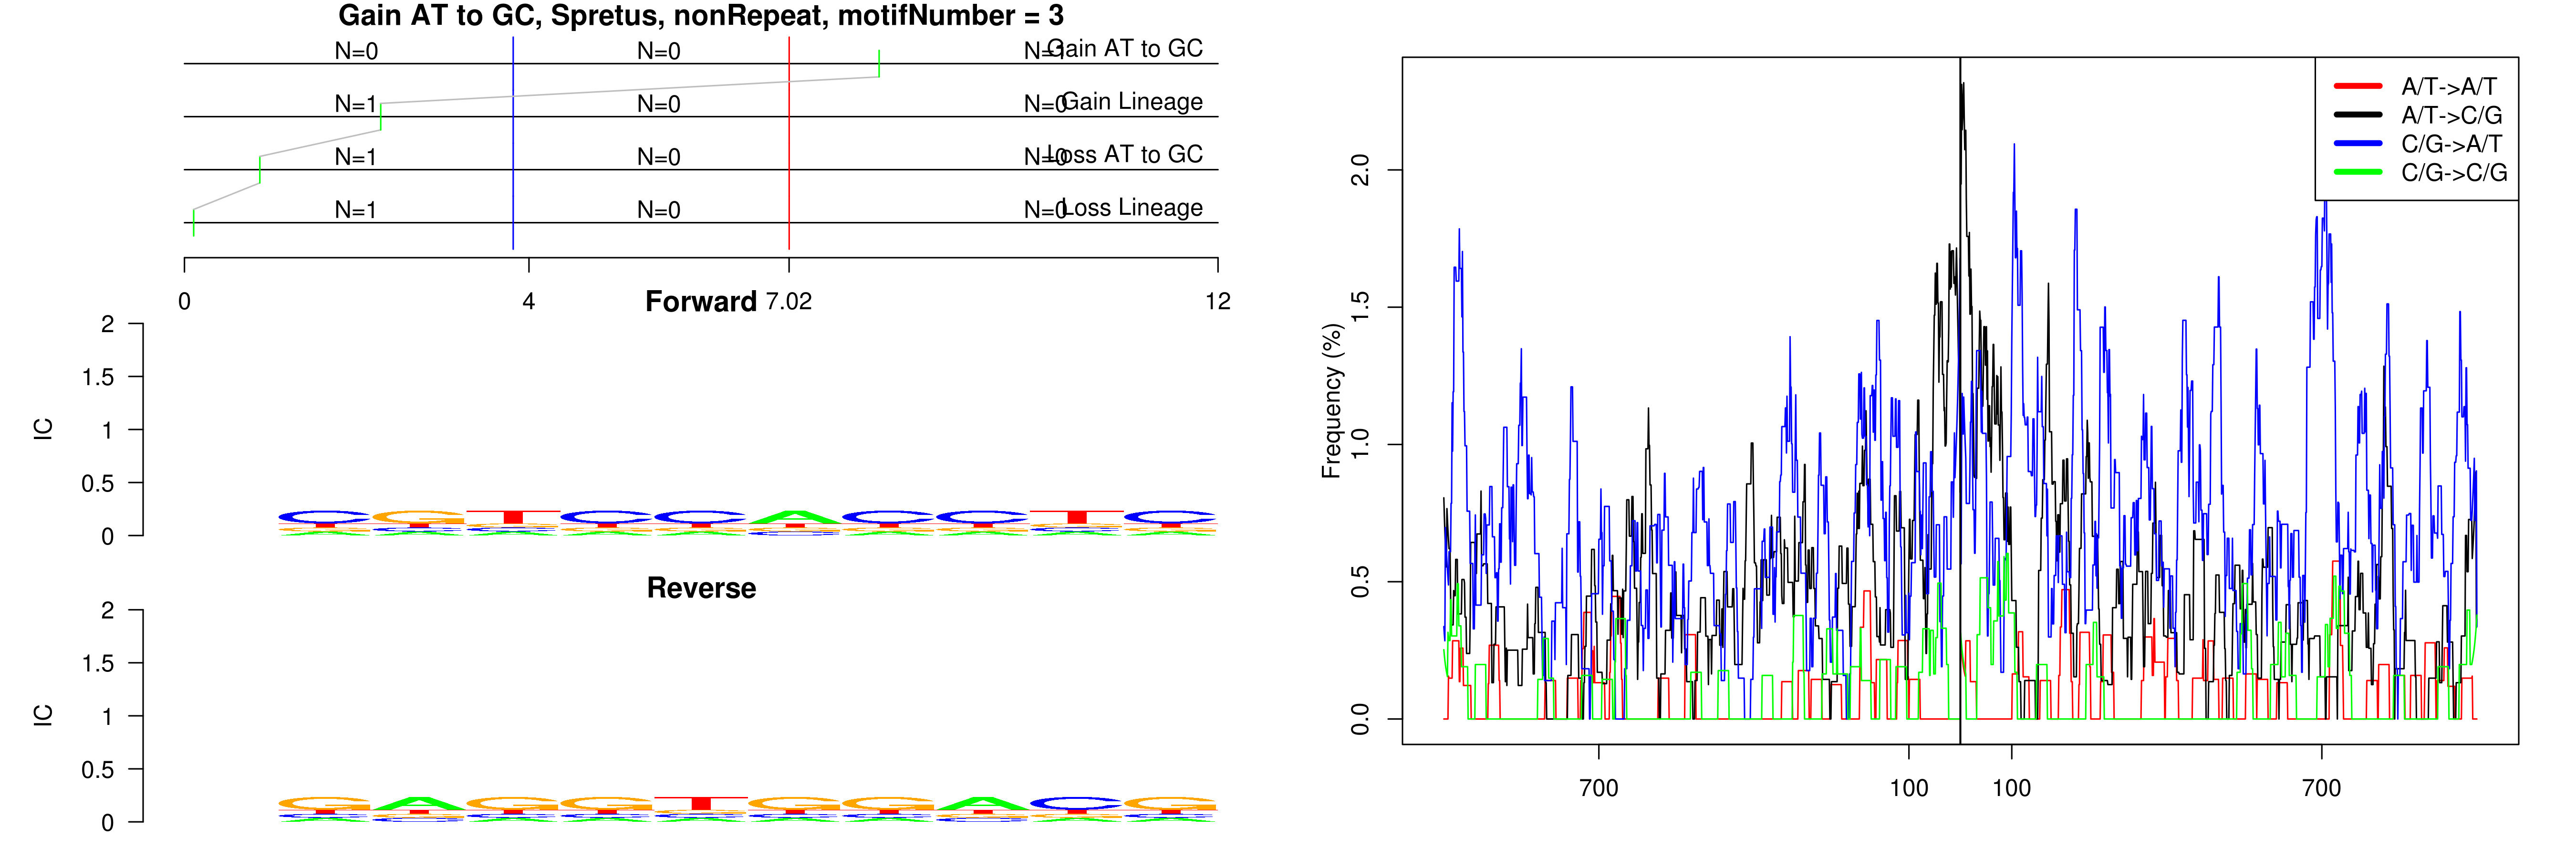 Gain AT to GC, Spretus, nonRepeat, motifNumber = 3
N=0 N=0 N=1 Gain AT to GC
N=1 N=0 N=0 Gain Lineage
N=1 N=0 N=0 Loss AT to GC
N=1 N=0 N=0 Loss Lineage
0 4 7.02 12
Forward
2
1.5
1
0.5
0
IC
CGTCCACCTC
Reverse
2
1.5
1
0.5
0
IC
GAGGTGGACG
A/T->A/T
A/T->C/G
C/G->A/T
C/G->C/G
Frequency (%)
2.0
1.5
1.0
0.5
0.0
700 100 100 700